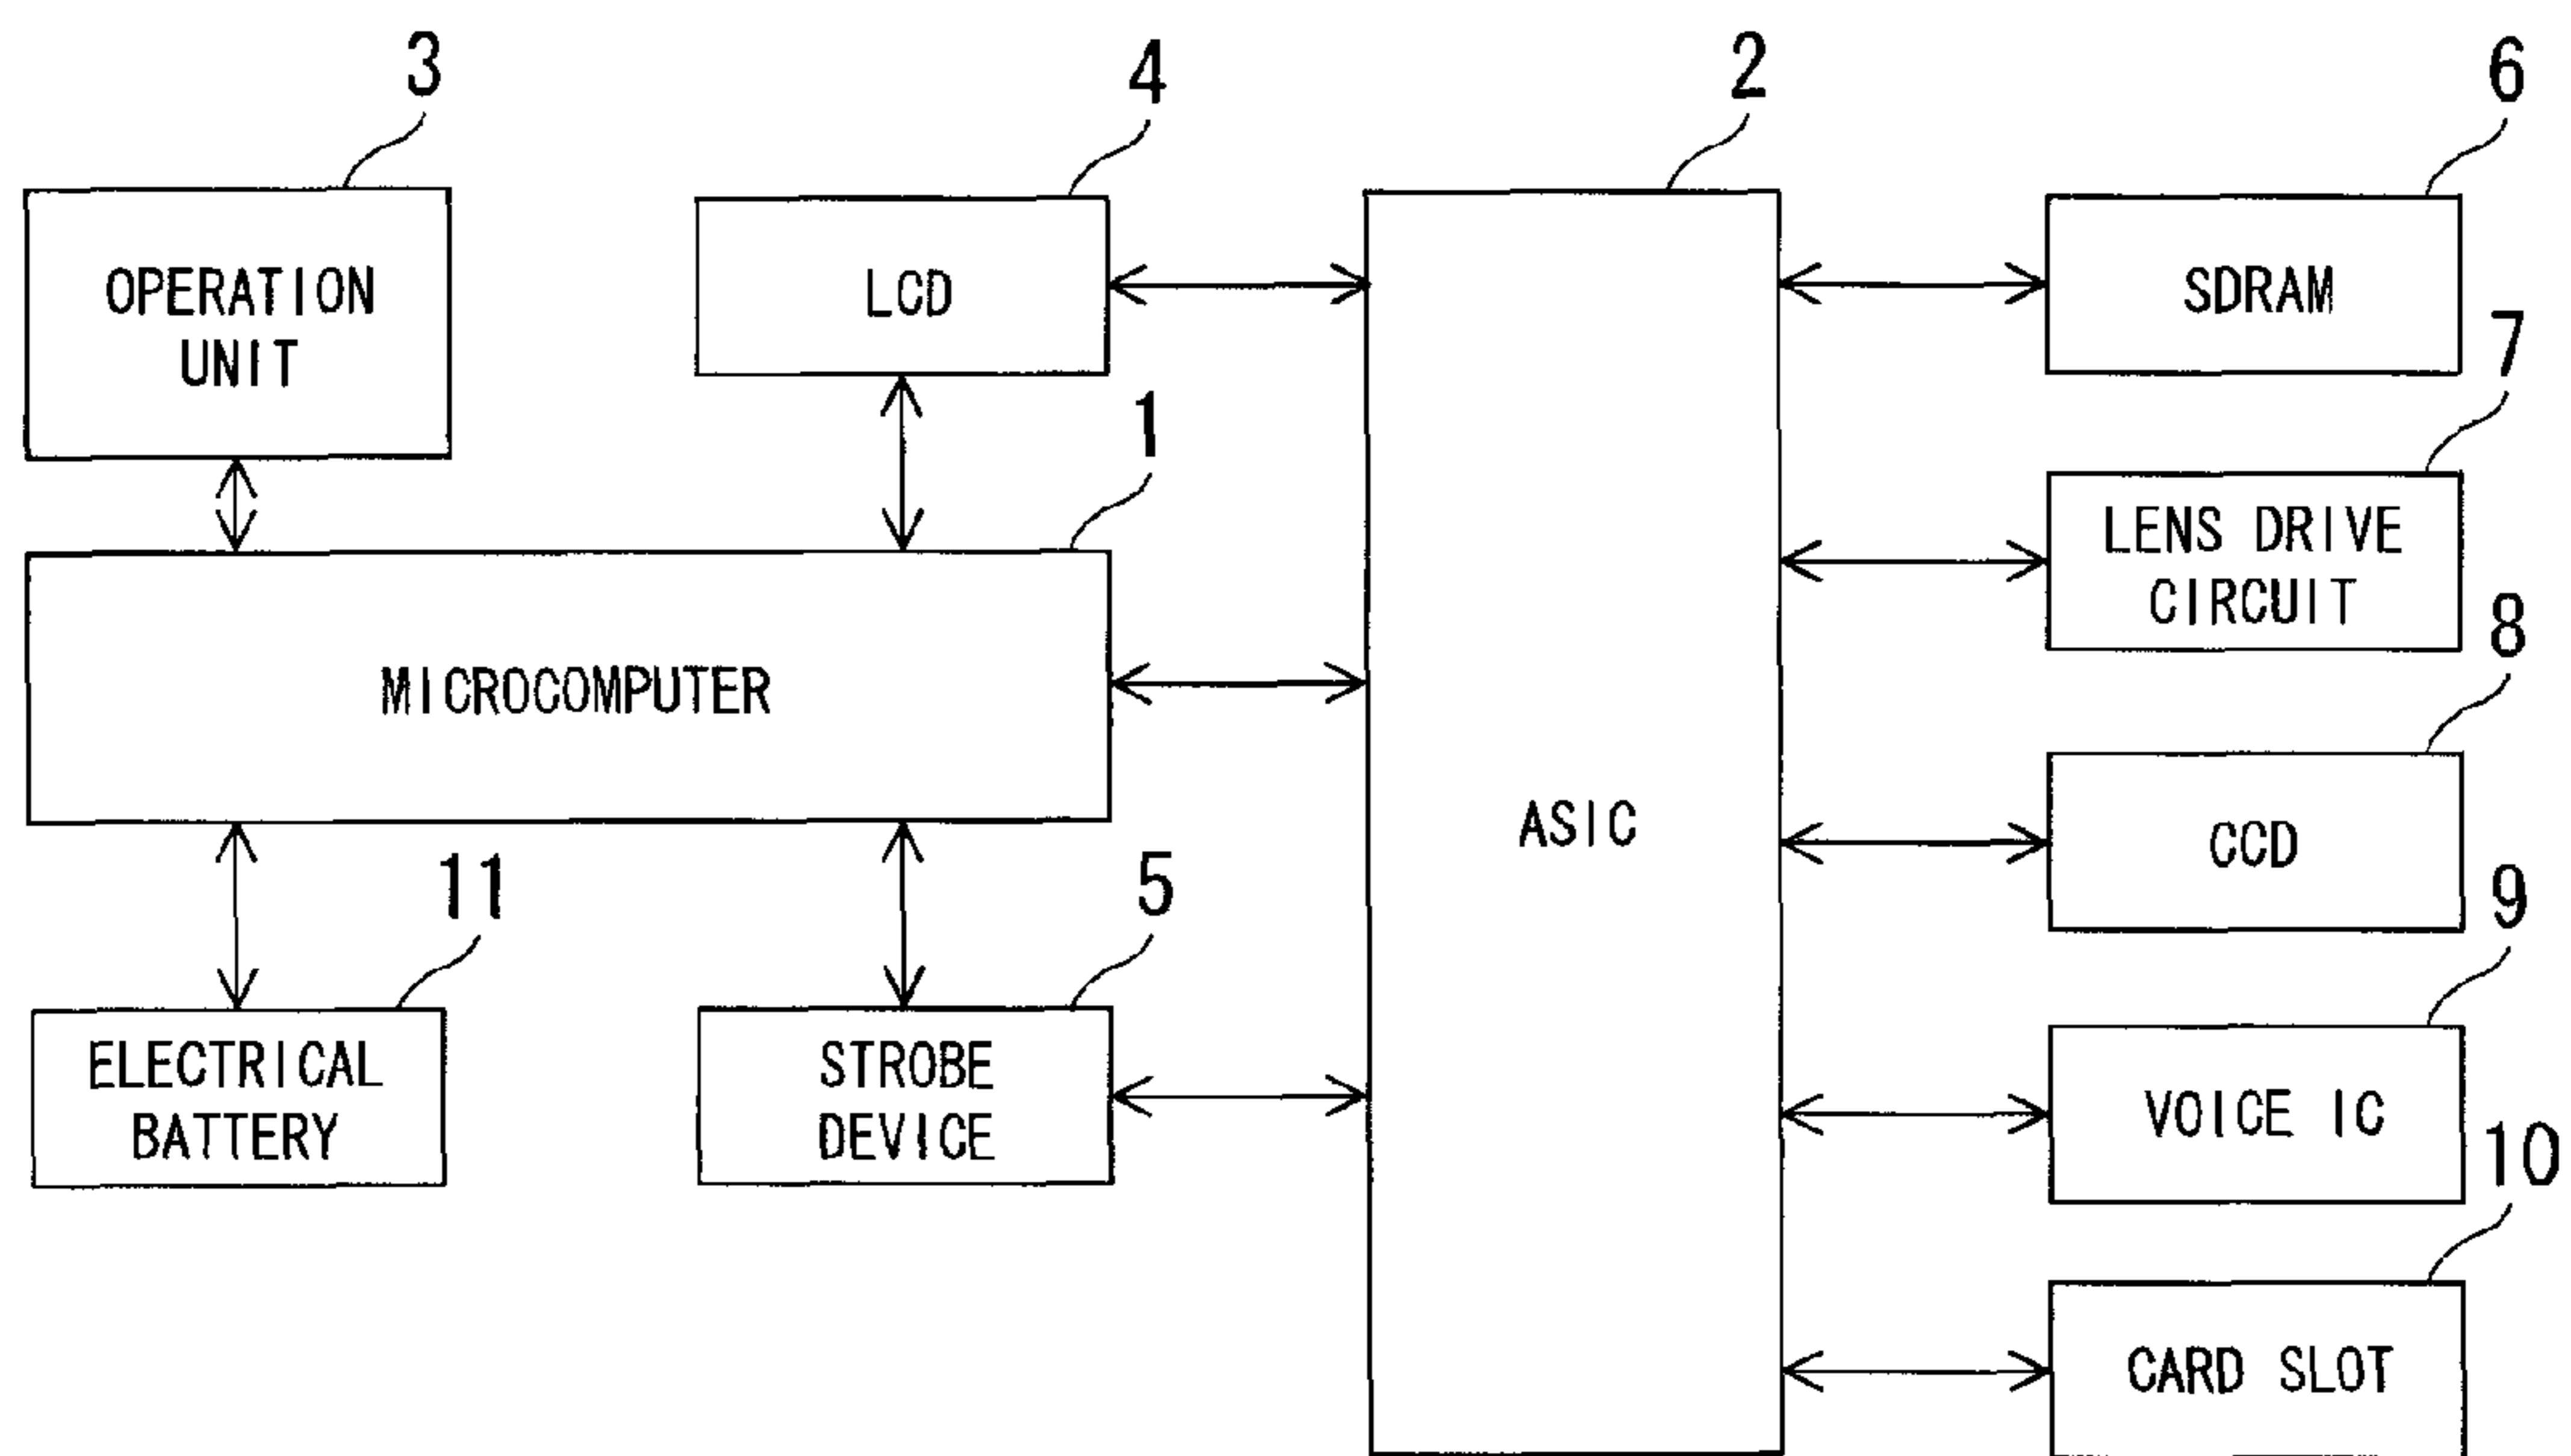 3
4
2
6
OPERATION
UNIT
LCD
SDRAM
7
1
LENS DRIVE
CIRCUIT
8
MICROCOMPUTER
ASIC
CCD
11
5
9
ELECTRICAL
BATTERY
STROBE
DEVICE
VOICE IC
10
CARD SLOT